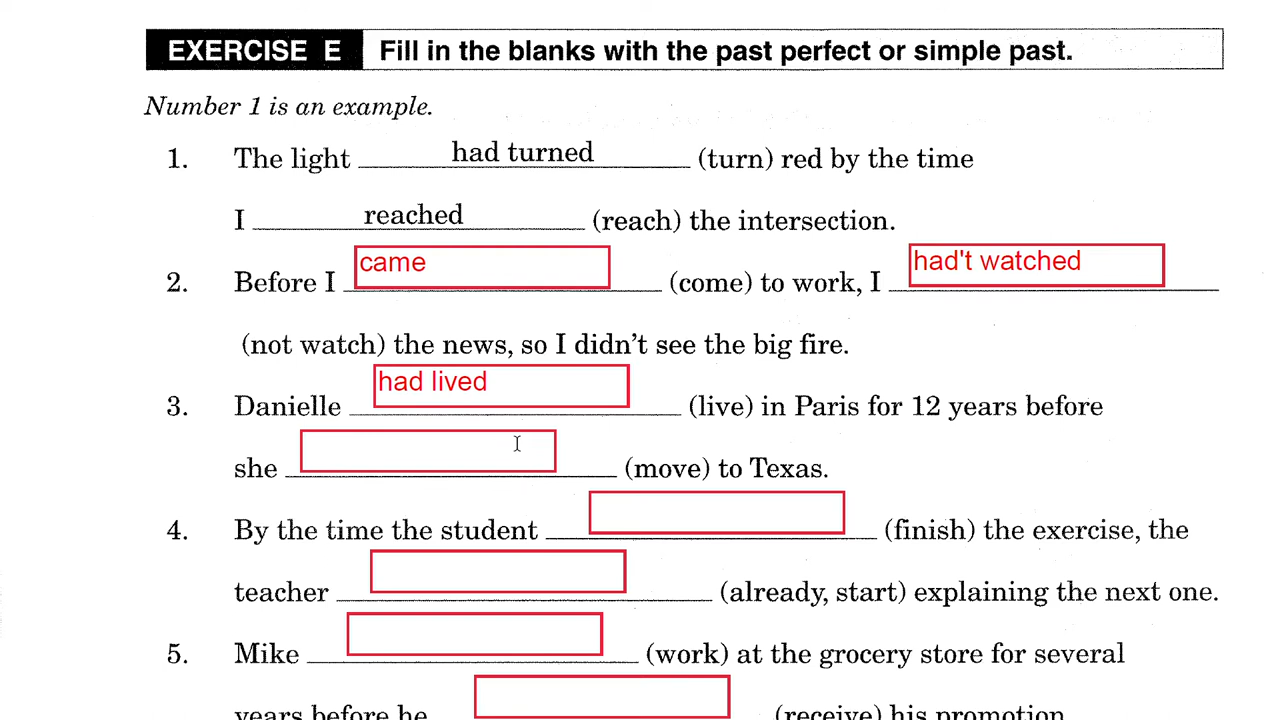 EXERCISE E Fill in the blanks with the past perfect or simple past.
Number 1 is an example.
1. The light had turned (turn) red by the time
I reached (reach) the intersection.
2. Before I came (come) to work, I had't watched
(not watch) the news, so I didn't see the big fire.
3. Danielle had lived (live) in Paris for 12 years before
she (move) to Texas.
4. By the time the student (finish) the exercise, the
teacher (already, start) explaining the next one.
5. Mike (work) at the grocery store for several
years before he (receive) his promotion.